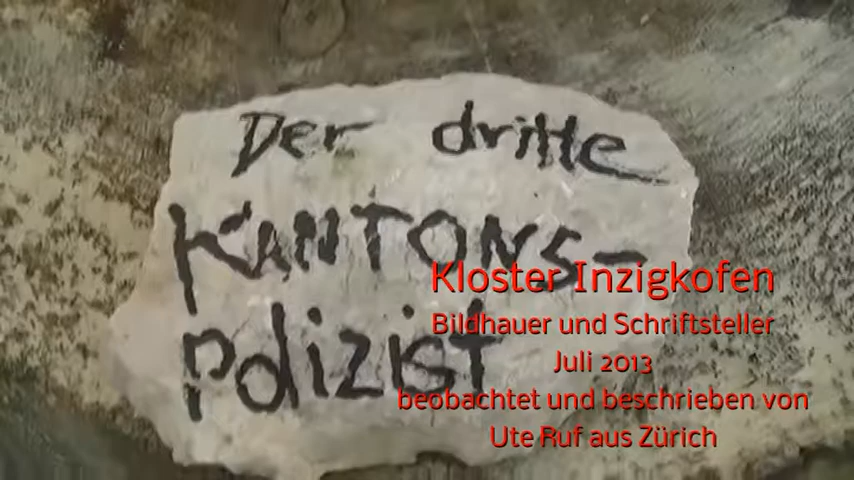 Der dritte
KANTONS-
polizist
Kloster Inzigkofen
Bildhauer und Schriftsteller
Juli 2013
beobachtet und beschrieben von
Ute Ruf aus Zürich